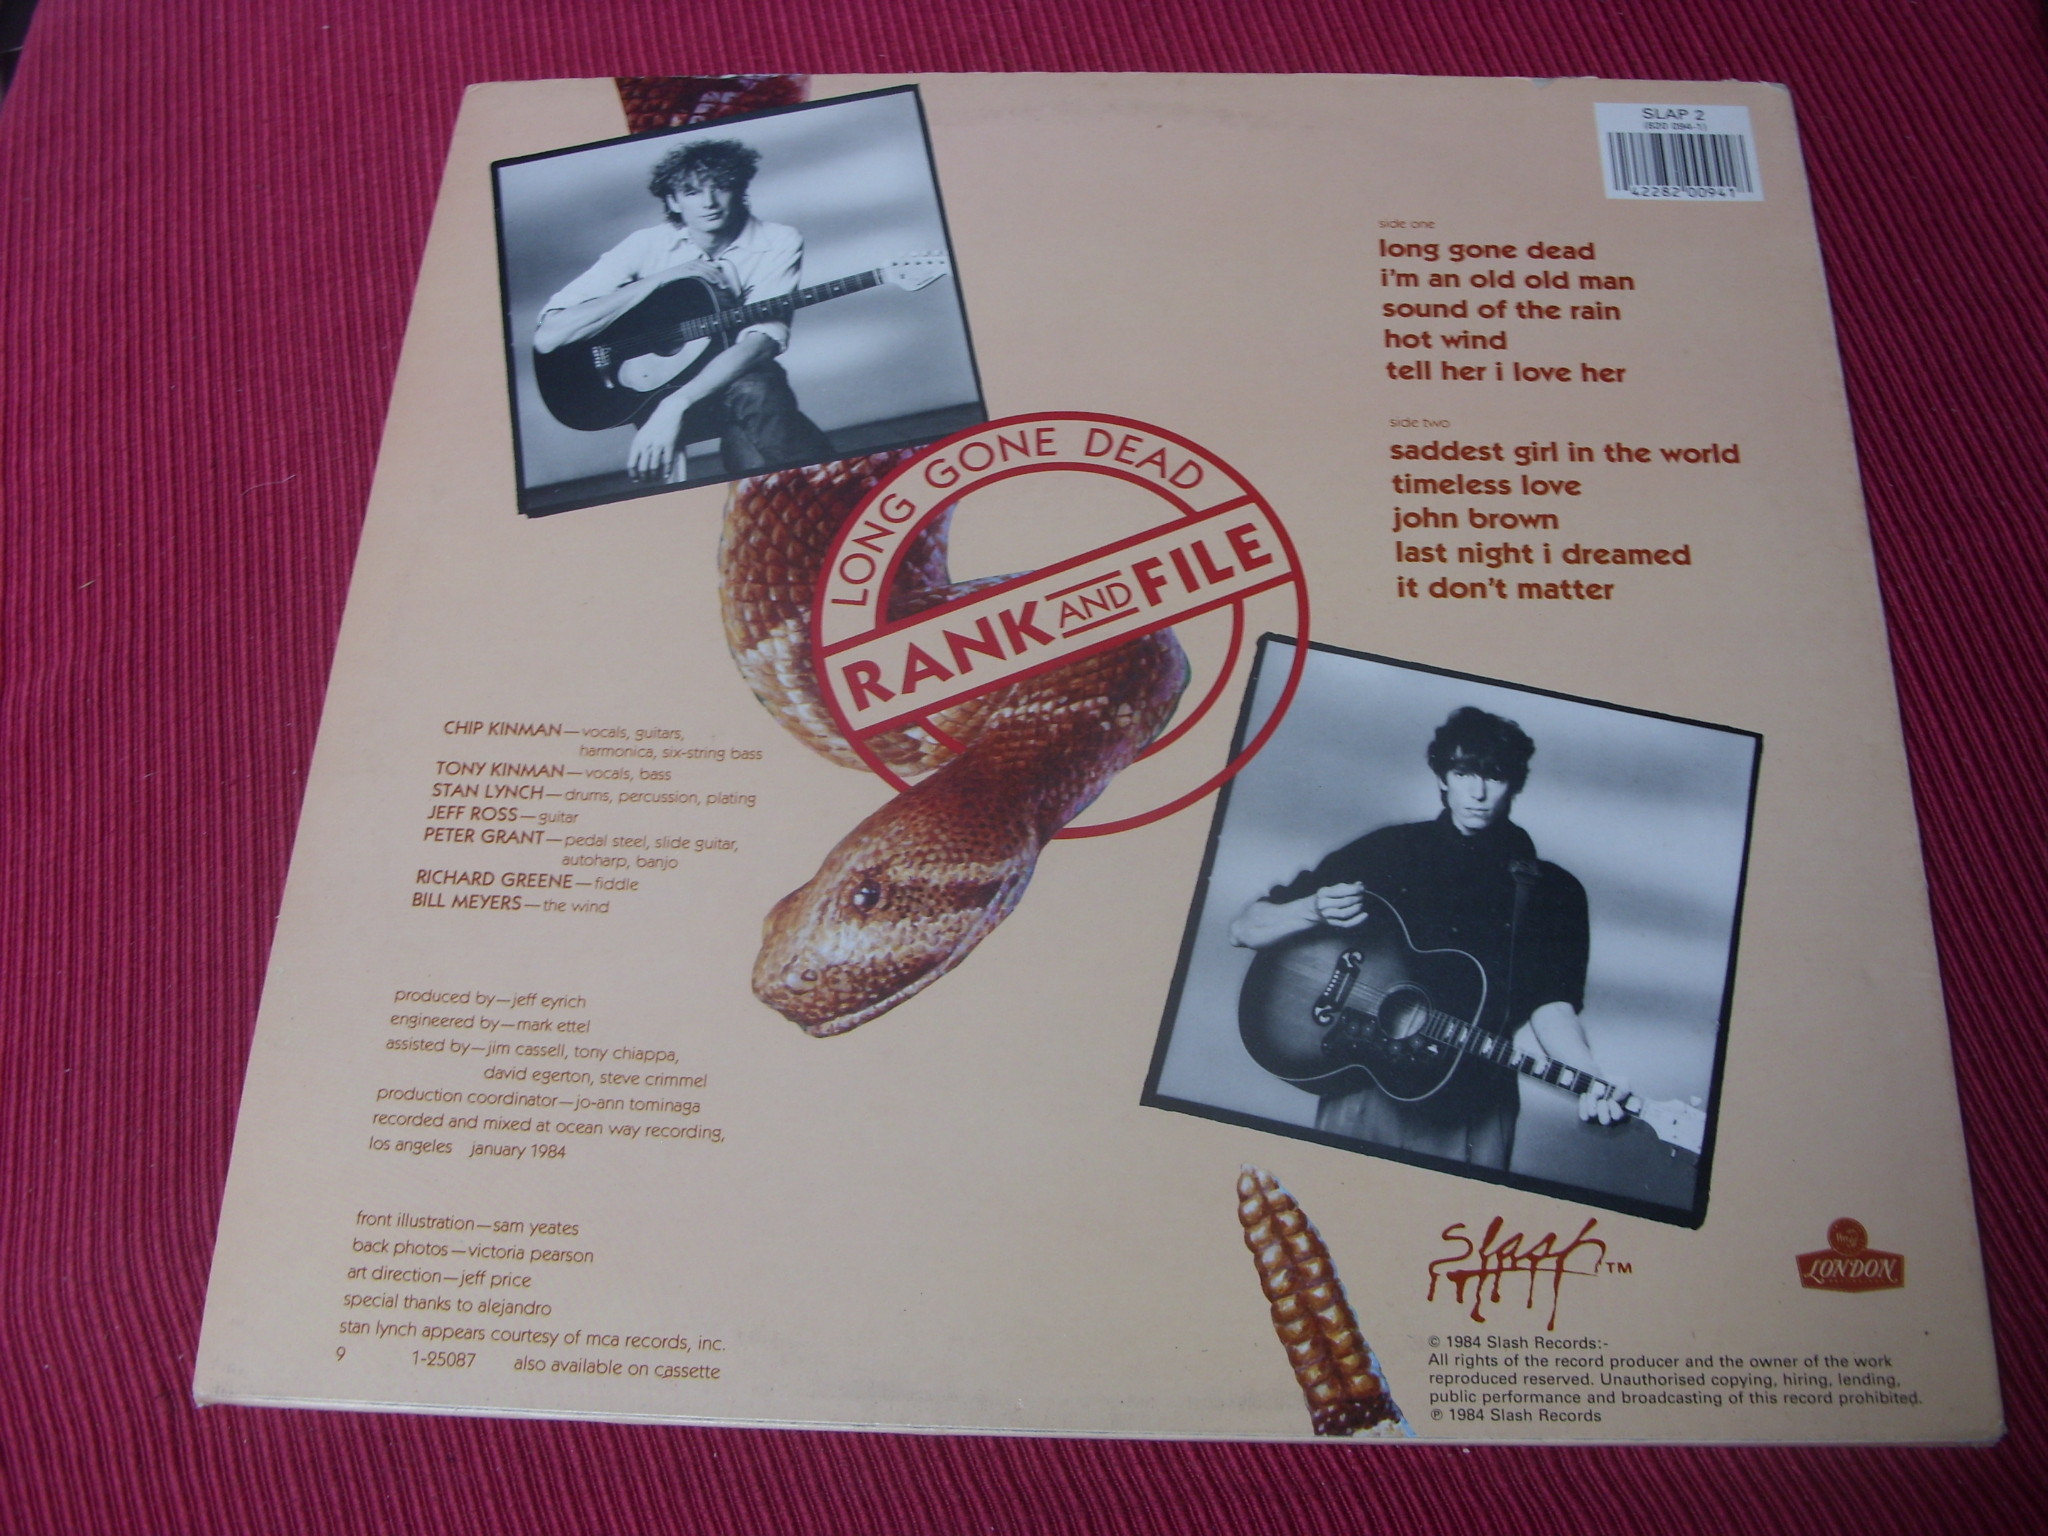 SLAP 2
(820 094-1)
42282 00941
side one
long gone dead
i'm an old old man
sound of the rain
hot wind
tell her i love her
side two
saddest girl in the world
timeless love
john brown
last night i dreamed
it don't matter
LONG GONE DEAD
RANK AND FILE
CHIP KINMAN—vocals, guitars,
harmonica, six-string bass
TONY KINMAN—vocals, bass
STAN LYNCH—drums, percussion, plating
JEFF ROSS—guitar
PETER GRANT—pedal steel, slide guitar,
autoharp, banjo
RICHARD GREENE—fiddle
BILL MEYERS—the wind
produced by—jeff eyrich
engineered by—mark ettel
assisted by—jim cassell, tony chiappa,
david egerton, steve crimmel
production coordinator—jo-ann tominaga
recorded and mixed at ocean way recording,
los angeles january 1984
front illustration—sam yeates
back photos—victoria pearson
art direction—jeff price
special thanks to alejandro
stan lynch appears courtesy of mca records, inc.
9 1-25087 also available on cassette
Slash TM
LONDON
© 1984 Slash Records:-
All rights of the record producer and the owner of the work
reproduced reserved. Unauthorised copying, hiring, lending,
public performance and broadcasting of this record prohibited.
℗ 1984 Slash Records